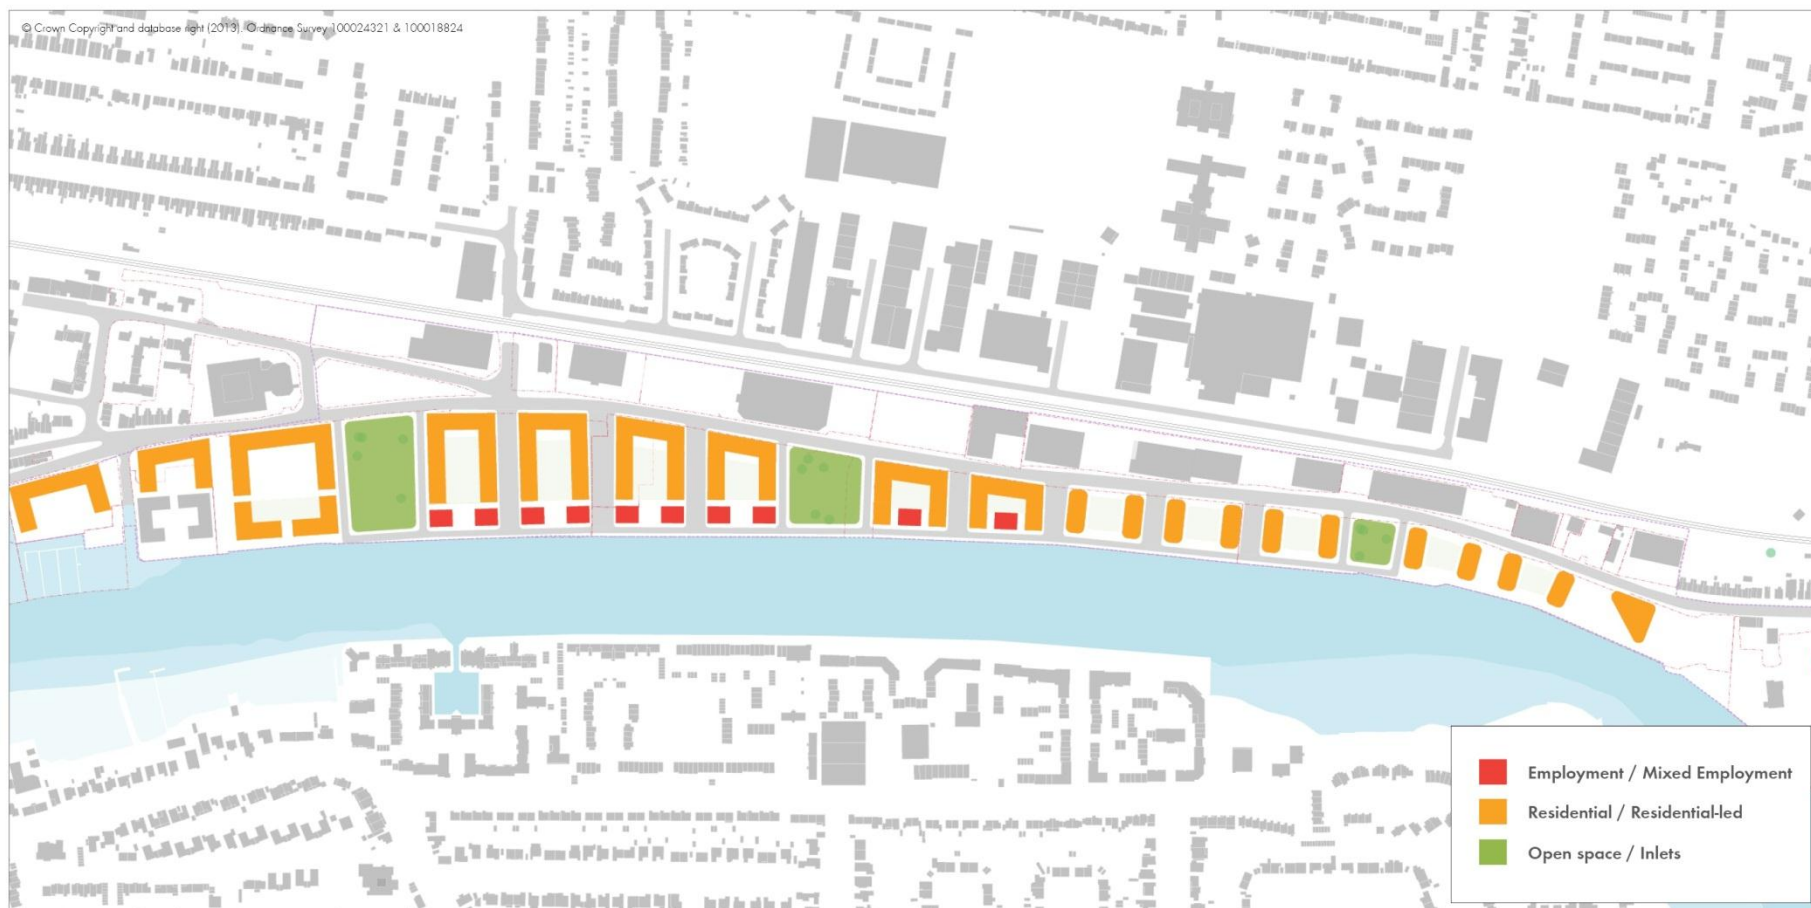 © Crown Copyright and database right (2013). Ordnance Survey 100024321 & 100018824
Employment / Mixed Employment
Residential / Residential-led
Open space / Inlets